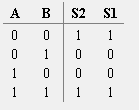 A B S2 S1
0 0 1 1
0 1 0 0
1 0 0 0
1 1 1 1